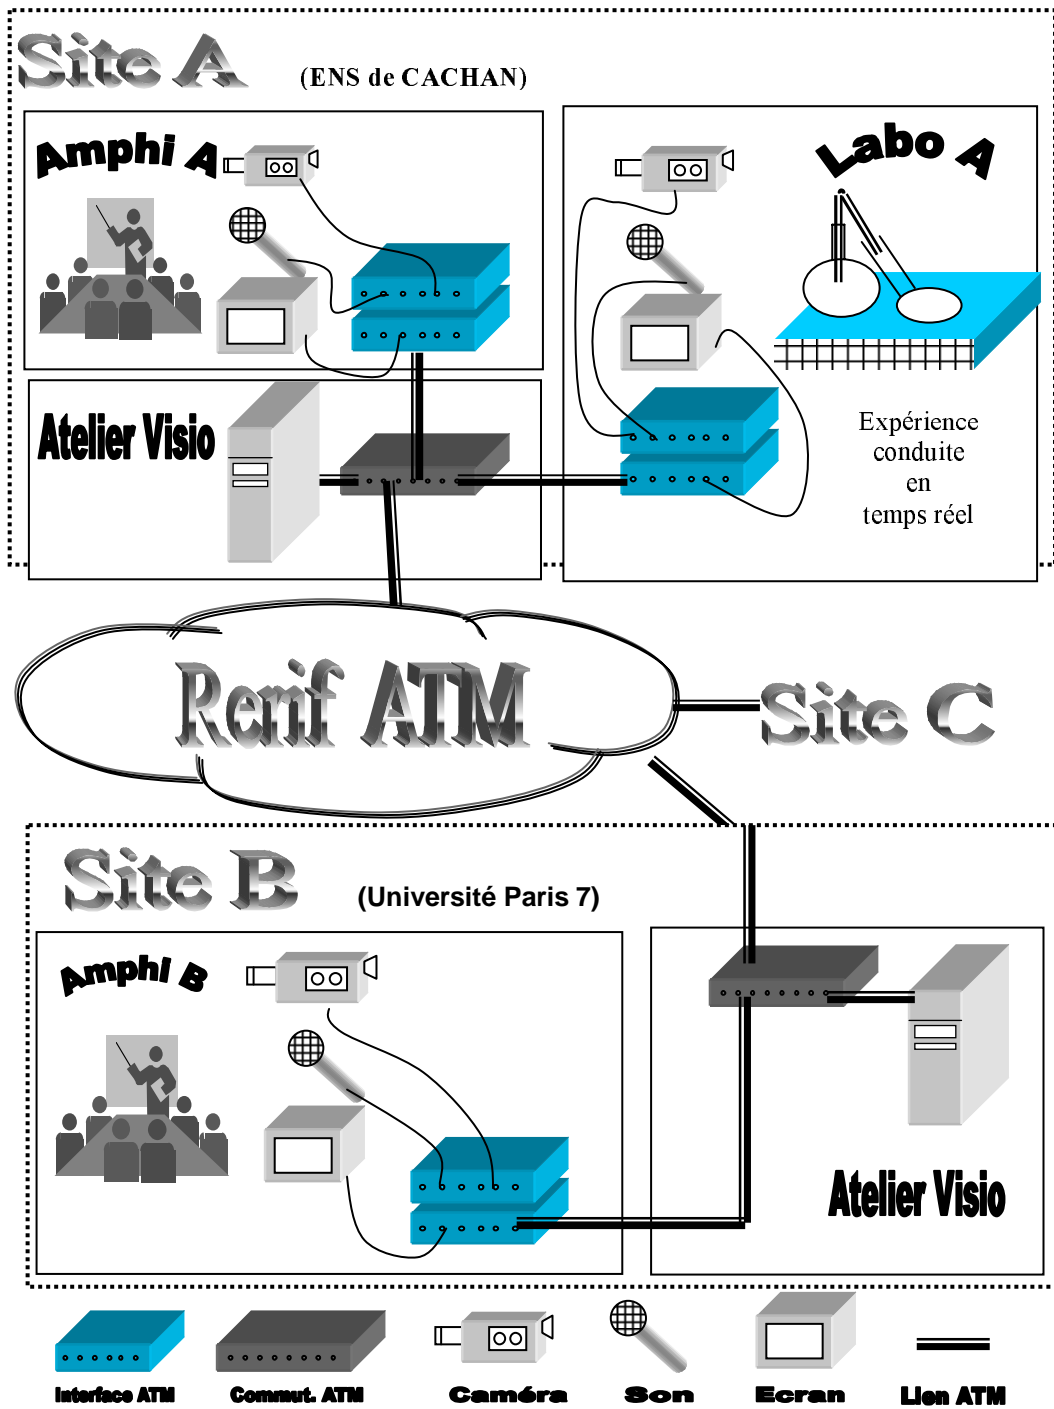 Site A
(ENS de CACHAN)
Amphi A
Labo A
Atelier Visio
Expérience
conduite
en
temps réel
Rerif ATM
Site C
Site B
(Université Paris 7)
Amphi B
Atelier Visio
Interface ATM
Commut. ATM
Caméra
Son
Ecran
Lien ATM